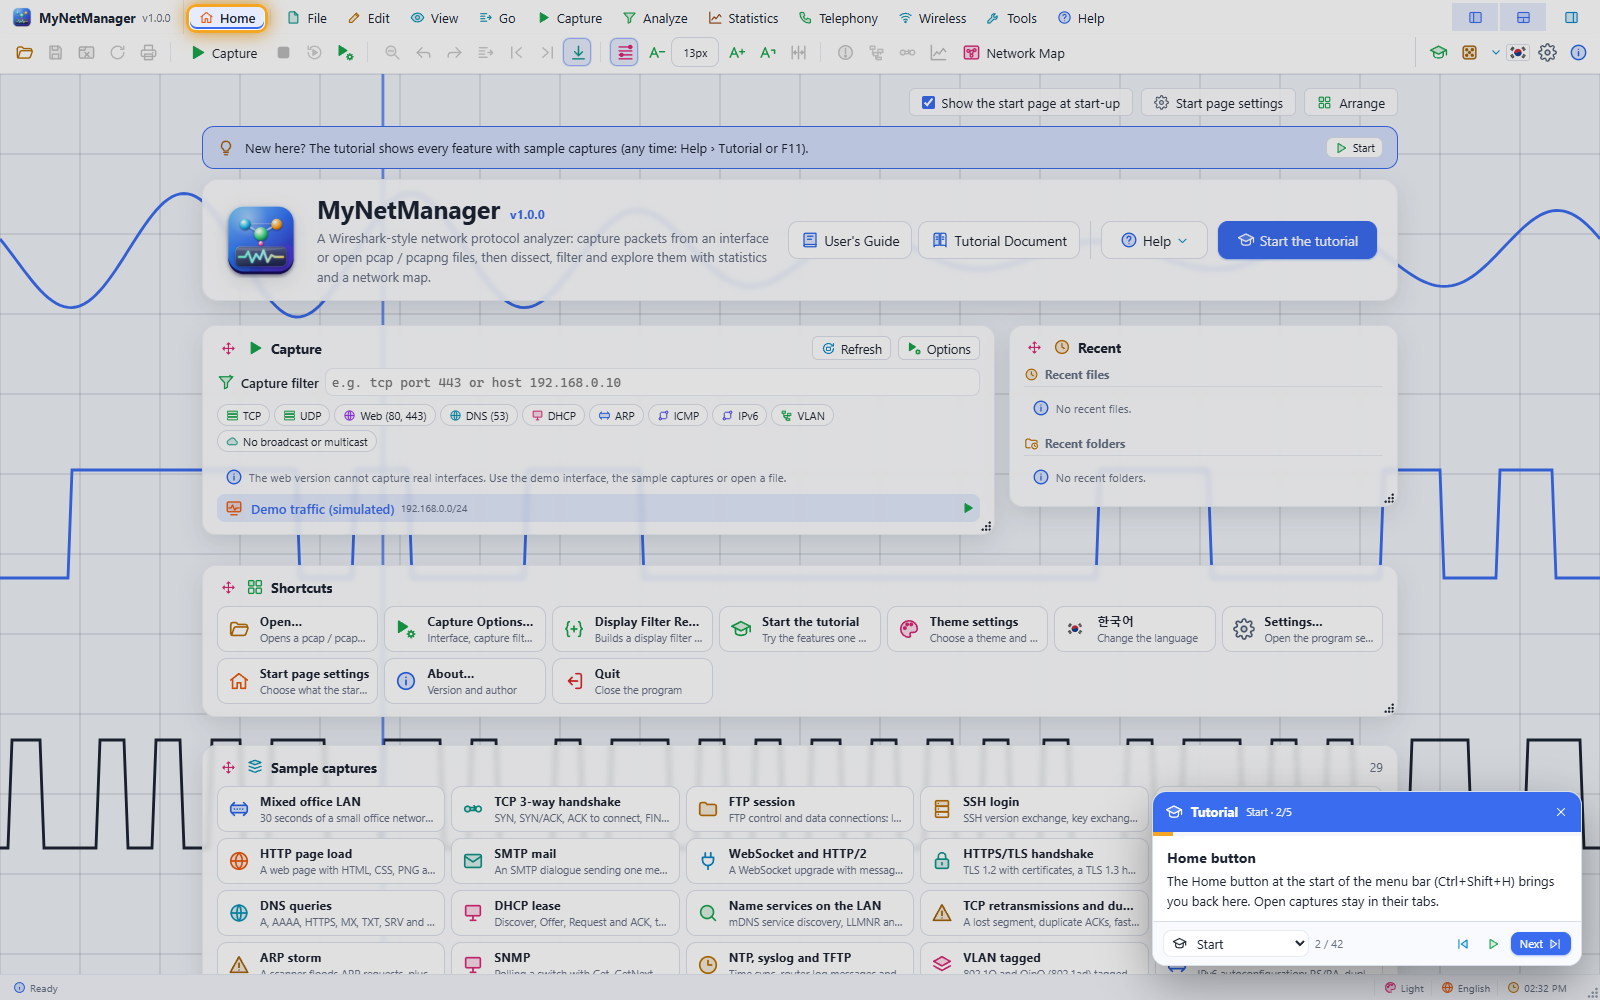 MyNetManager v1.0.0 Home File Edit View Go Capture Analyze Statistics Telephony Wireless Tools Help
Capture A− 13px A+ A Network Map
Show the start page at start-up Start page settings Arrange
New here? The tutorial shows every feature with sample captures (any time: Help › Tutorial or F11). Start
MyNetManager v1.0.0
A Wireshark-style network protocol analyzer: capture packets from an interface
or open pcap / pcapng files, then dissect, filter and explore them with statistics
and a network map.
User's Guide Tutorial Document Help Start the tutorial
Capture Refresh Options
Capture filter e.g. tcp port 443 or host 192.168.0.10
TCP UDP Web (80, 443) DNS (53) DHCP ARP ICMP IPv6 VLAN
No broadcast or multicast
The web version cannot capture real interfaces. Use the demo interface, the sample captures or open a file.
Demo traffic (simulated) 192.168.0.0/24
Recent
Recent files
No recent files.
Recent folders
No recent folders.
Shortcuts
Open...
Opens a pcap / pcap...
Capture Options...
Interface, capture filt...
Display Filter Re...
Builds a display filter ...
Start the tutorial
Try the features one ...
Theme settings
Choose a theme and ...
한국어
Change the language
Settings...
Open the program se...
Start page settings
Choose what the star...
About...
Version and author
Quit
Close the program
Sample captures 29
Mixed office LAN
30 seconds of a small office networ...
TCP 3-way handshake
SYN, SYN/ACK, ACK to connect, FIN...
FTP session
FTP control and data connections: l...
SSH login
SSH version exchange, key exchang...
HTTP page load
A web page with HTML, CSS, PNG a...
SMTP mail
An SMTP dialogue sending one me...
WebSocket and HTTP/2
A WebSocket upgrade with messag...
HTTPS/TLS handshake
TLS 1.2 with certificates, a TLS 1.3 h...
DNS queries
A, AAAA, HTTPS, MX, TXT, SRV and ...
DHCP lease
Discover, Offer, Request and ACK, t...
Name services on the LAN
mDNS service discovery, LLMNR an...
TCP retransmissions and du...
A lost segment, duplicate ACKs, fast...
ARP storm
SNMP
NTP, syslog and TFTP
VLAN tagged
Tutorial Start · 2/5
Home button
The Home button at the start of the menu bar (Ctrl+Shift+H) brings
you back here. Open captures stay in their tabs.
Start 2 / 42 Next
Ready Light English 02:32 PM